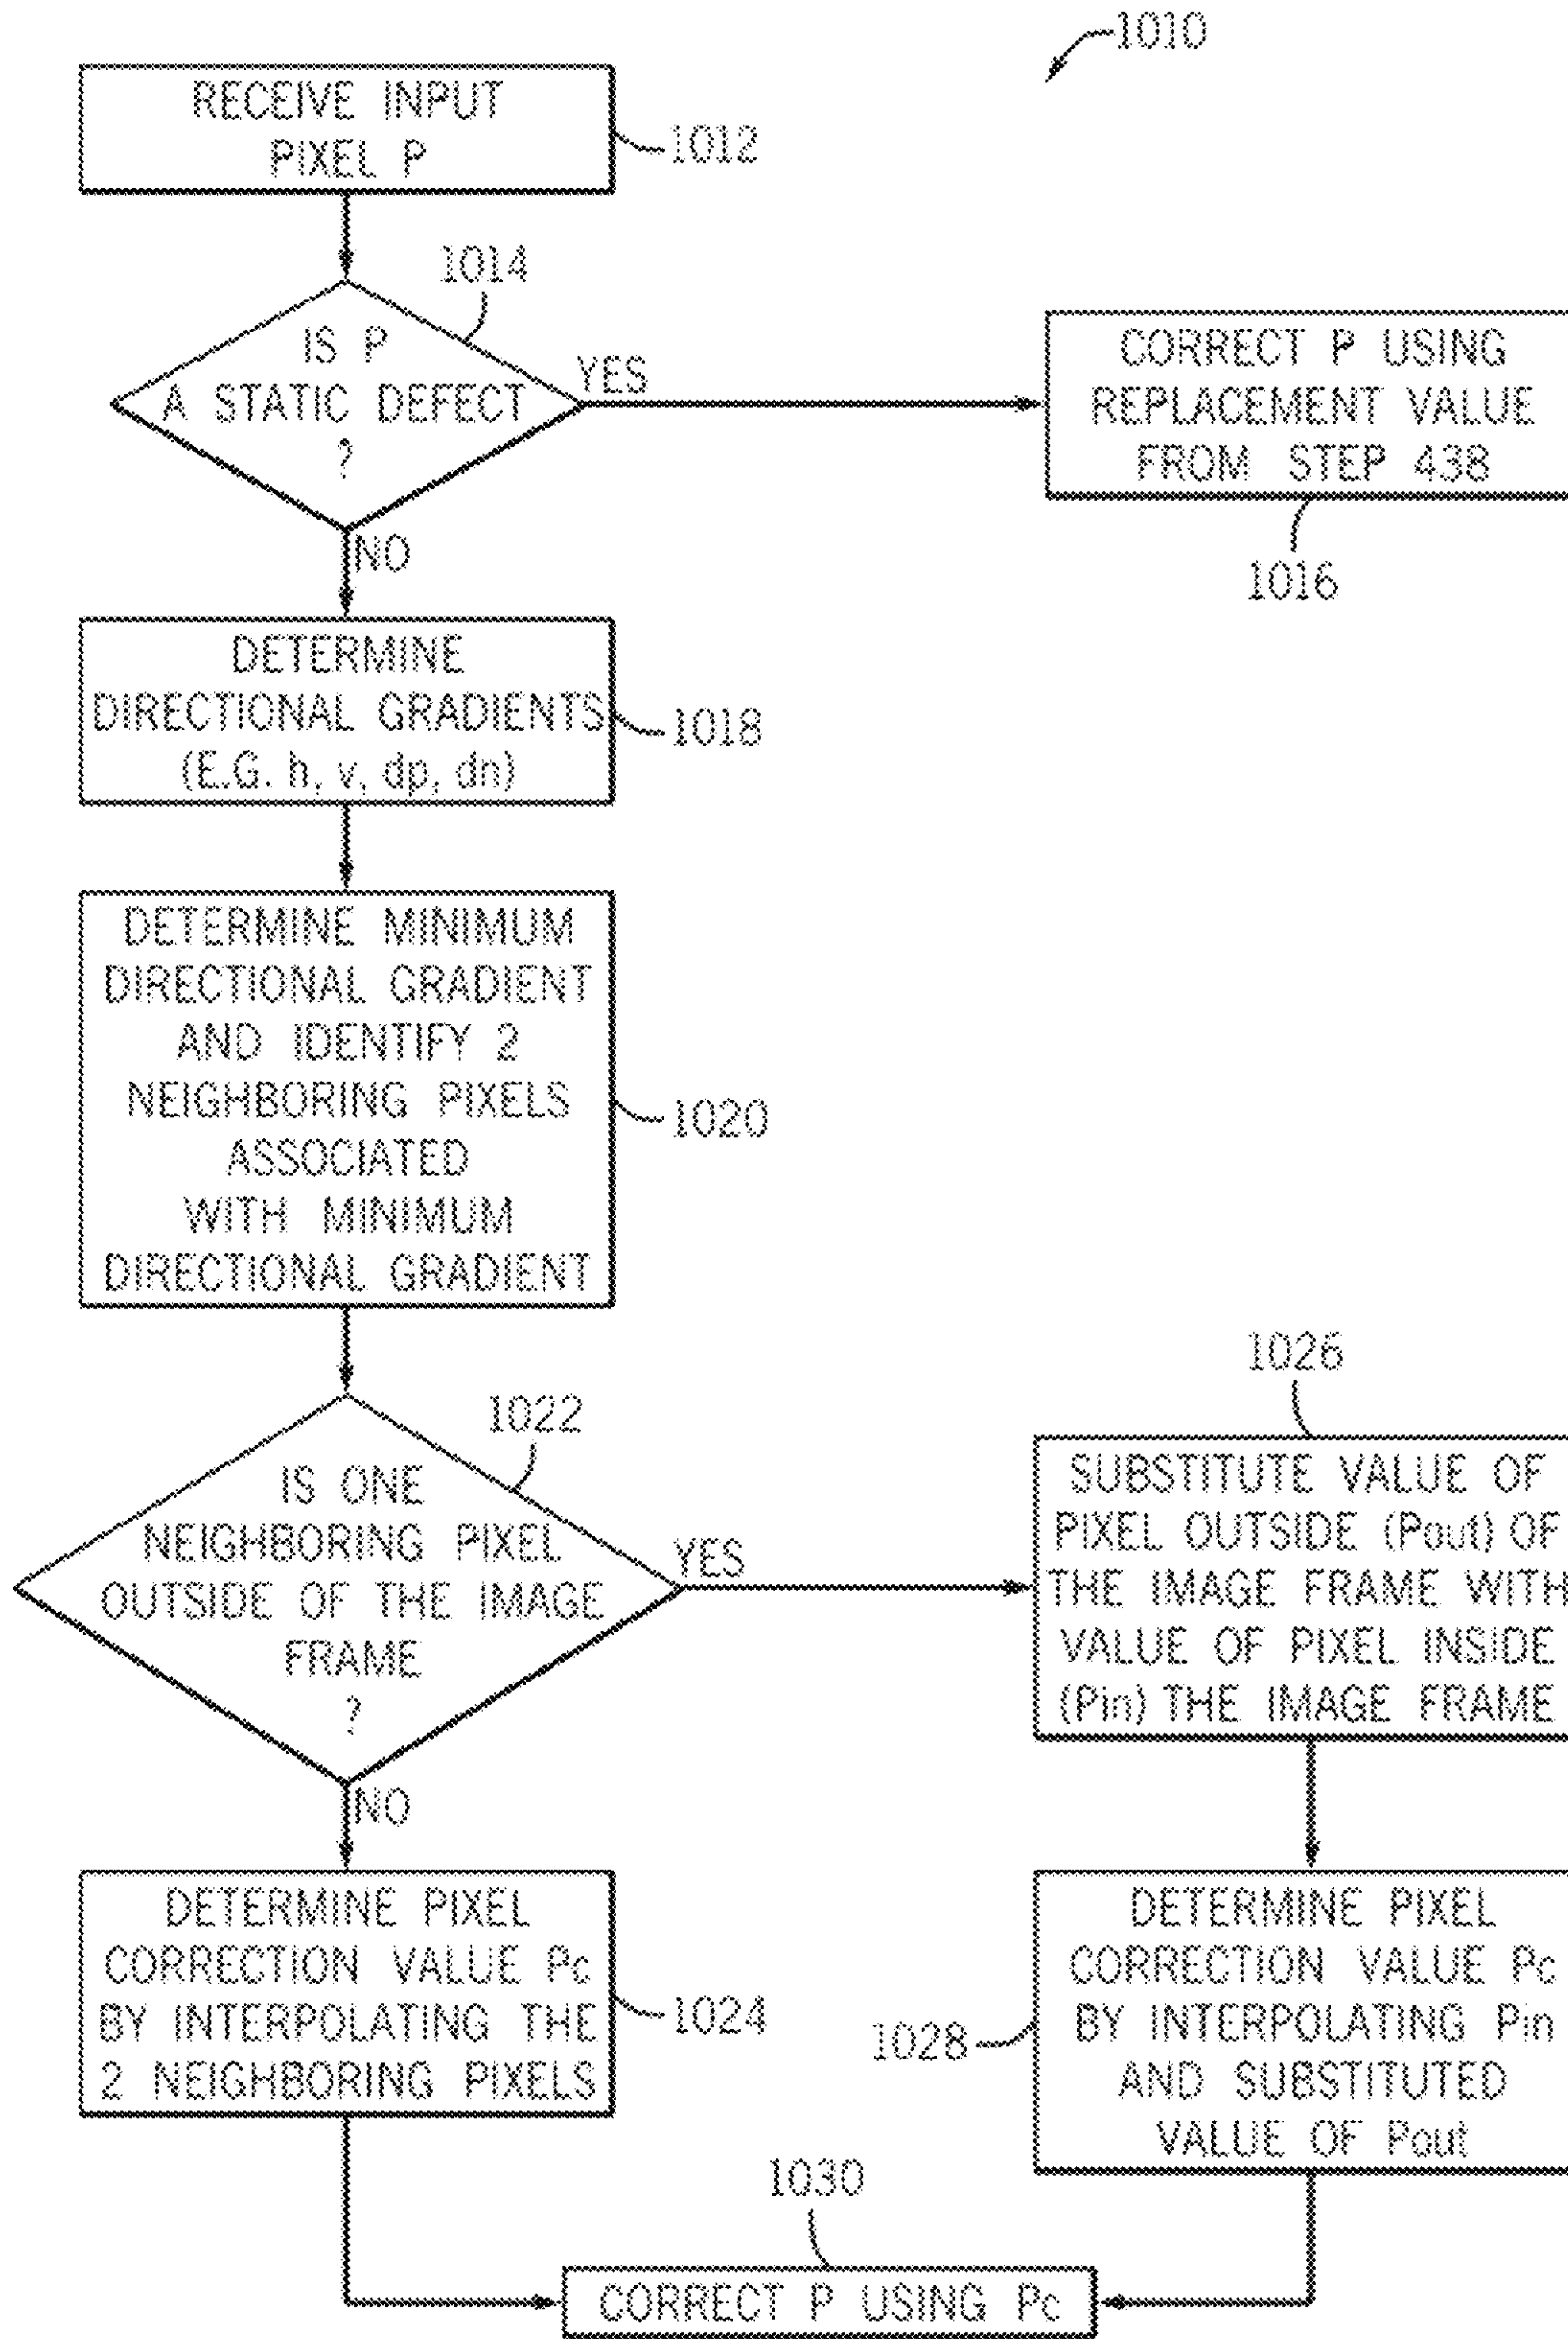 1010
RECEIVE INPUT
PIXEL P
1012
1014
IS P
A STATIC DEFECT
?
YES
NO
CORRECT P USING
REPLACEMENT VALUE
FROM STEP 438
1016
DETERMINE
DIRECTIONAL GRADIENTS
(E.G. h, v, dp, dn)
1018
DETERMINE MINIMUM
DIRECTIONAL GRADIENT
AND IDENTIFY 2
NEIGHBORING PIXELS
ASSOCIATED
WITH MINIMUM
DIRECTIONAL GRADIENT
1020
1022
IS ONE
NEIGHBORING PIXEL
OUTSIDE OF THE IMAGE
FRAME
?
YES
NO
1026
SUBSTITUTE VALUE OF
PIXEL OUTSIDE (Pout) OF
THE IMAGE FRAME WITH
VALUE OF PIXEL INSIDE
(Pin) THE IMAGE FRAME
DETERMINE PIXEL
CORRECTION VALUE Pc
BY INTERPOLATING THE
2 NEIGHBORING PIXELS
1024
1028
DETERMINE PIXEL
CORRECTION VALUE Pc
BY INTERPOLATING Pin
AND SUBSTITUTED
VALUE OF Pout
1030
CORRECT P USING Pc